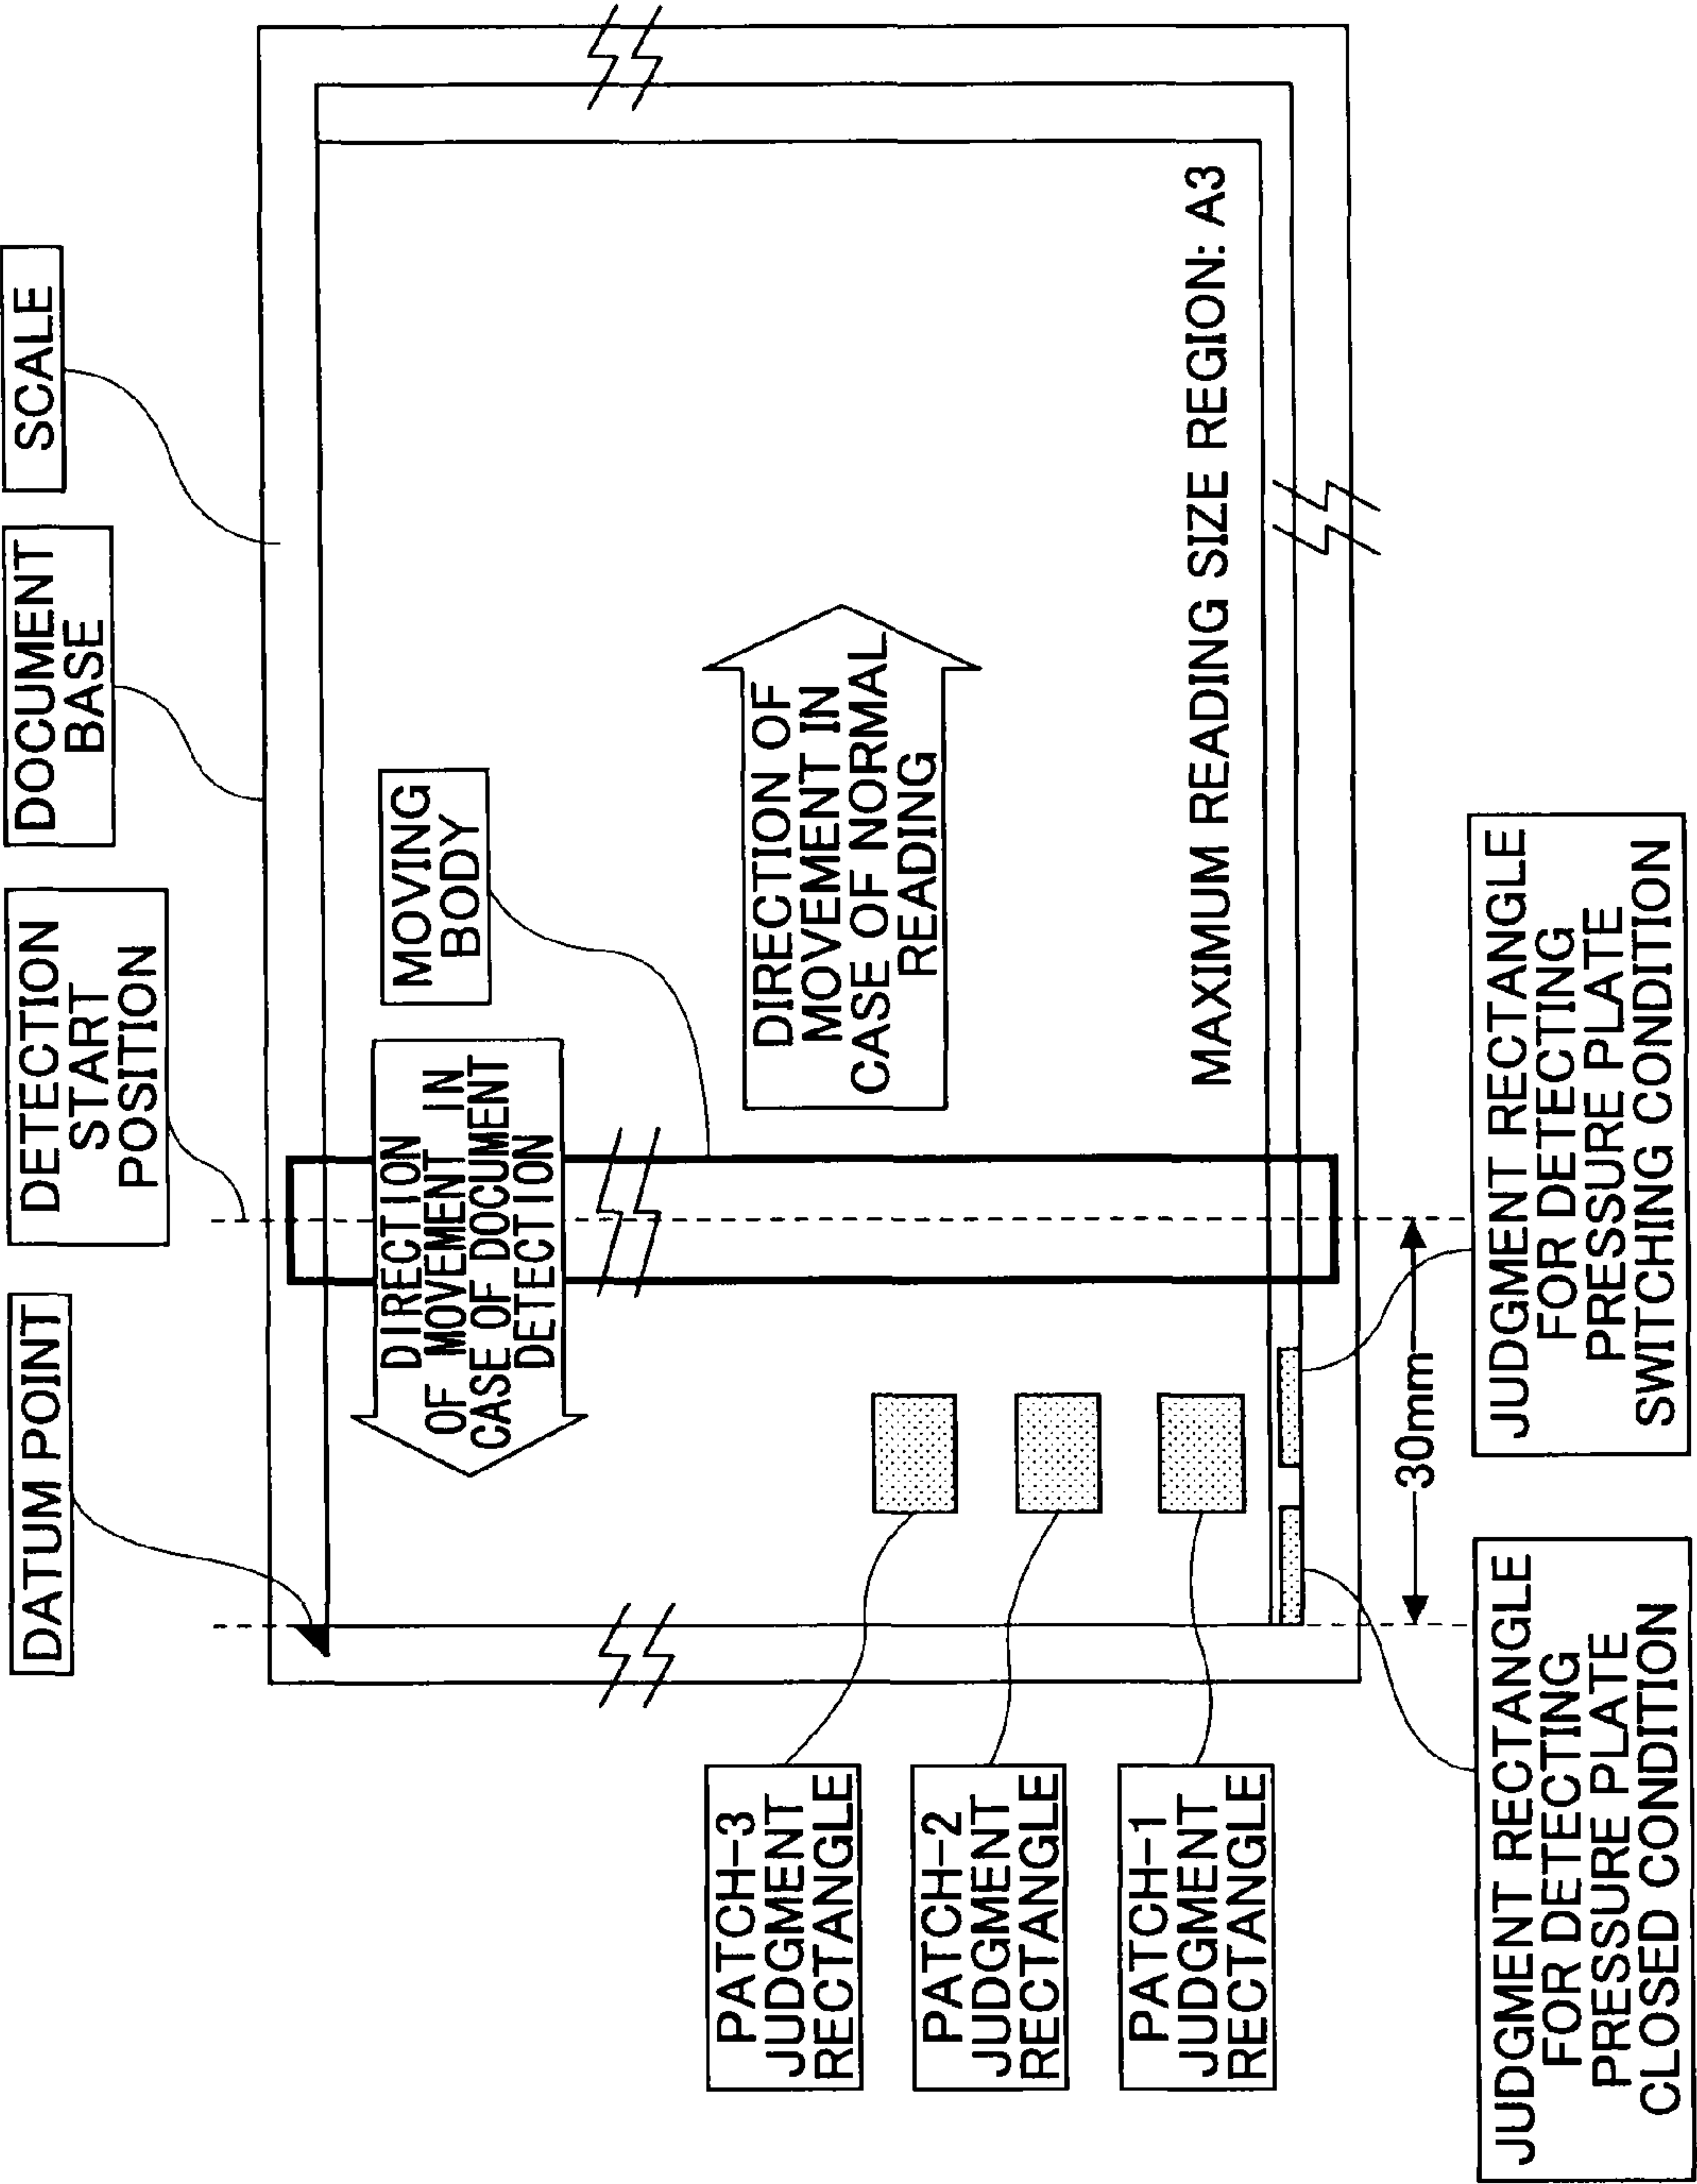 DATUM POINT
DETECTION
START
POSITION
DOCUMENT
BASE
SCALE
DIRECTION
OF MOVEMENT IN
CASE OF DOCUMENT
DETECTION
MOVING
BODY
DIRECTION OF
MOVEMENT IN
CASE OF NORMAL
READING
MAXIMUM READING SIZE REGION: A3
PATCH-3
JUDGMENT
RECTANGLE
PATCH-2
JUDGMENT
RECTANGLE
PATCH-1
JUDGMENT
RECTANGLE
30mm
JUDGMENT RECTANGLE
FOR DETECTING
PRESSURE PLATE
CLOSED CONDITION
JUDGMENT RECTANGLE
FOR DETECTING
PRESSURE PLATE
SWITCHING CONDITION